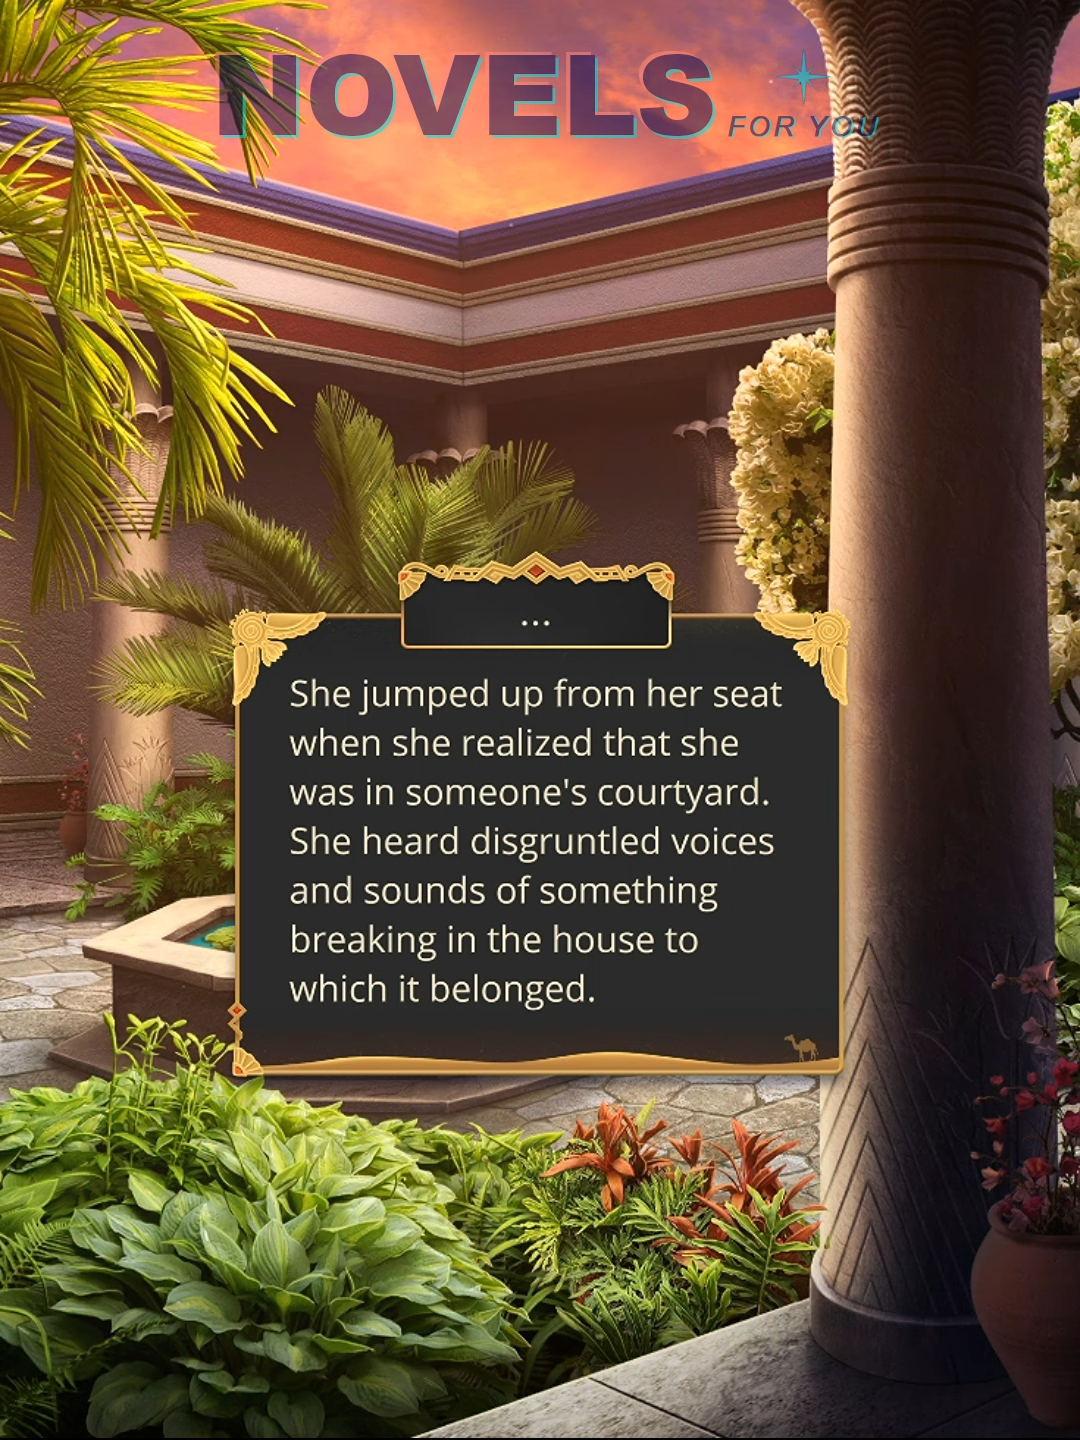 NOVELS FOR YOU
...
She jumped up from her seat
when she realized that she
was in someone's courtyard.
She heard disgruntled voices
and sounds of something
breaking in the house to
which it belonged.